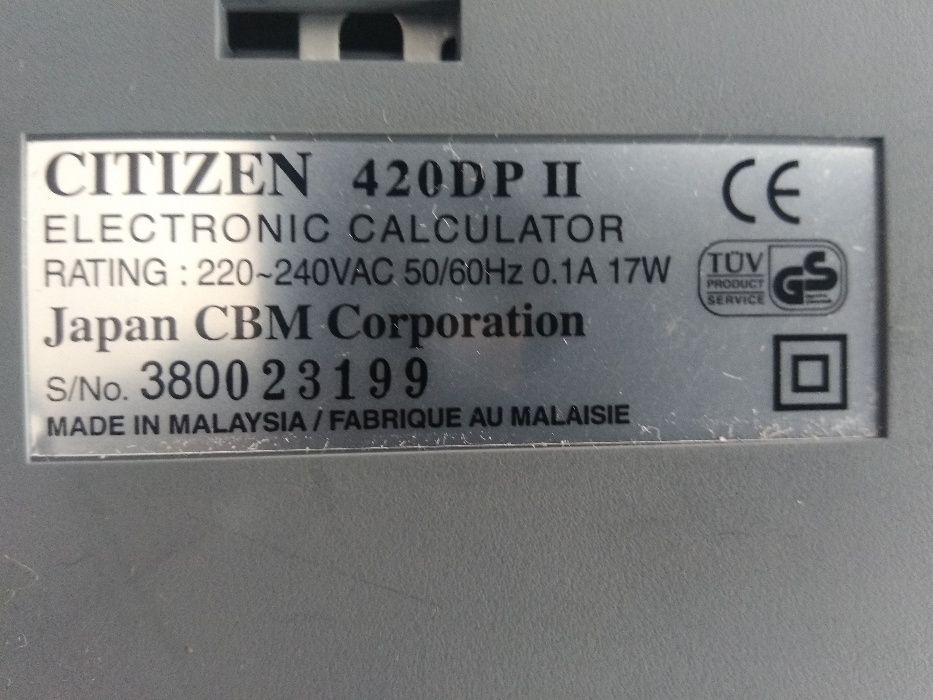 CITIZEN 420DP II
ELECTRONIC CALCULATOR
RATING : 220~240VAC 50/60Hz 0.1A 17W
Japan CBM Corporation
S/No. 380023199
MADE IN MALAYSIA / FABRIQUE AU MALAISIE
CE
TÜV
PRODUCT
SERVICE
GS